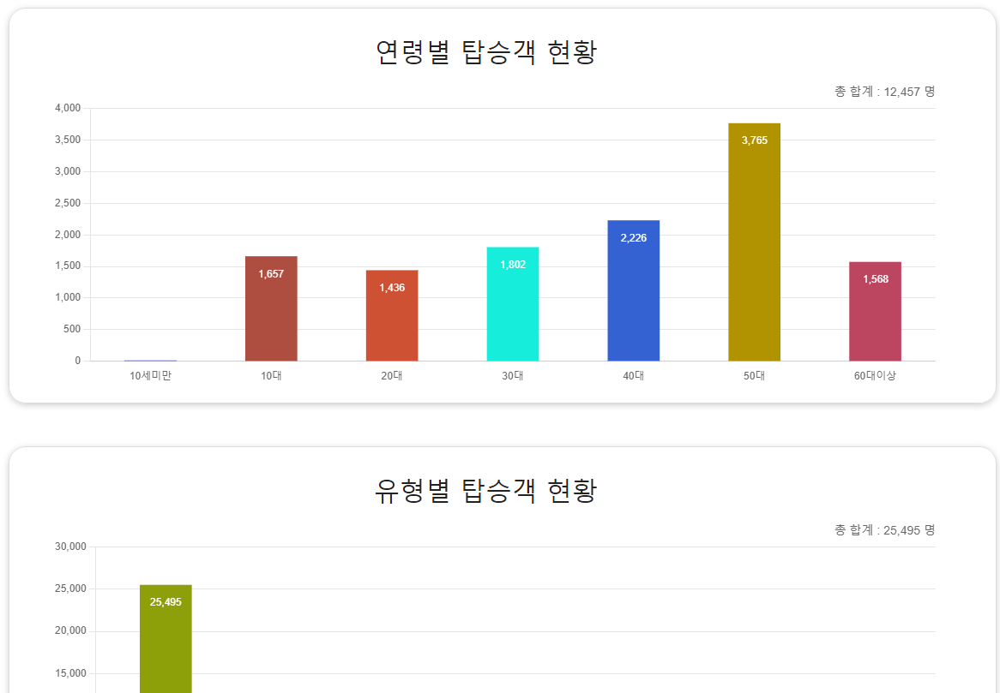 연령별 탑승객 현황
총 합계 : 12,457 명
4,000
3,500
3,000
2,500
2,000
1,500
1,000
500
0
1,657
1,436
1,802
2,226
3,765
1,568
10세미만
10대
20대
30대
40대
50대
60대이상
유형별 탑승객 현황
총 합계 : 25,495 명
30,000
25,000
20,000
15,000
25,495